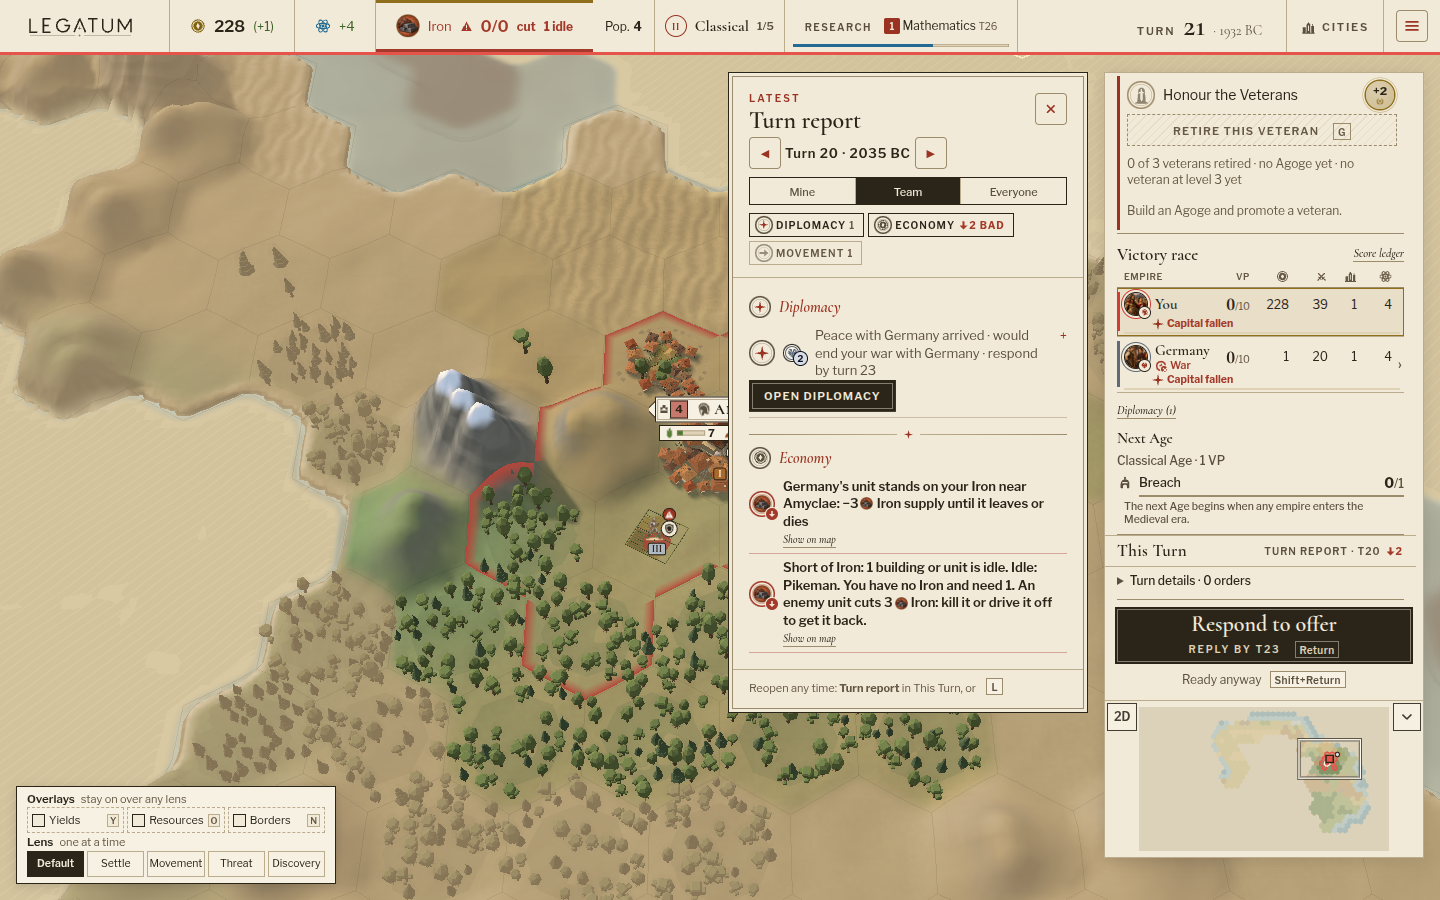 LEGATUM
228 (+1)
+4
Iron 0/0 cut 1 idle
Pop. 4
II Classical 1/5
RESEARCH 1 Mathematics T26
TURN 21 · 1932 BC
CITIES
LATEST
Turn report
Turn 20 · 2035 BC
Mine
Team
Everyone
DIPLOMACY 1
ECONOMY 2 BAD
MOVEMENT 1
Diplomacy
2
Peace with Germany arrived · would
end your war with Germany · respond
by turn 23
+
OPEN DIPLOMACY
Economy
Germany's unit stands on your Iron near
Amyclae: −3 Iron supply until it leaves or
dies
Show on map
Short of Iron: 1 building or unit is idle. Idle:
Pikeman. You have no Iron and need 1. An
enemy unit cuts 3 Iron: kill it or drive it off
to get it back.
Show on map
Reopen any time: Turn report in This Turn, or L
4
7
I
III
Honour the Veterans
+2
RETIRE THIS VETERAN G
0 of 3 veterans retired · no Agoge yet · no
veteran at level 3 yet
Build an Agoge and promote a veteran.
Victory race
Score ledger
EMPIRE VP
You 0/10 228 39 1 4
Capital fallen
Germany 0/10 1 20 1 4
War
Capital fallen
Diplomacy (1)
Next Age
Classical Age · 1 VP
Breach 0/1
The next Age begins when any empire enters the
Medieval era.
This Turn
TURN REPORT · T20 2
Turn details · 0 orders
Respond to offer
REPLY BY T23 Return
Ready anyway Shift+Return
2D
Overlays stay on over any lens
Yields Y
Resources O
Borders N
Lens one at a time
Default
Settle
Movement
Threat
Discovery